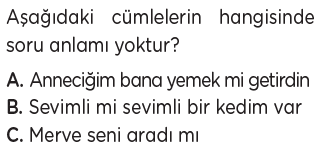 Aşağıdaki cümlelerin hangisinde
soru anlamı yoktur?
A. Anneciğim bana yemek mi getirdin
B. Sevimli mi sevimli bir kedim var
C. Merve seni aradı mı